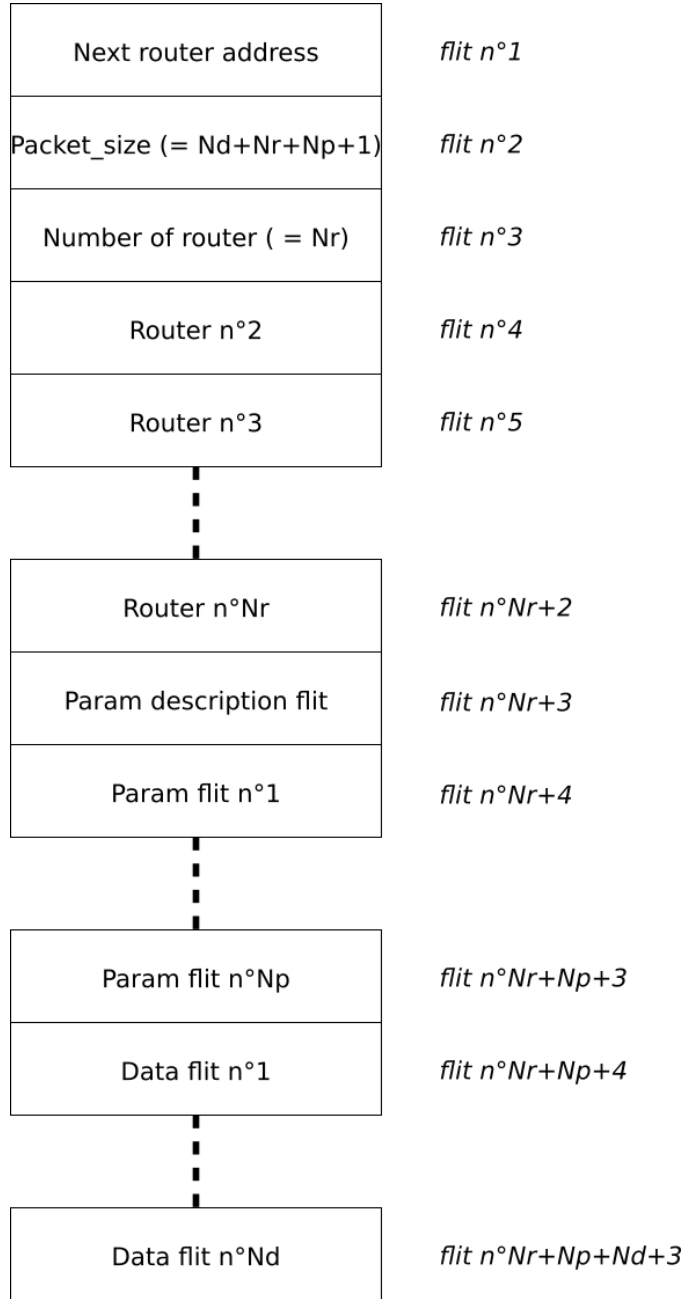 Next router address flit n°1
Packet_size (= Nd+Nr+Np+1) flit n°2
Number of router ( = Nr) flit n°3
Router n°2 flit n°4
Router n°3 flit n°5
Router n°Nr flit n°Nr+2
Param description flit flit n°Nr+3
Param flit n°1 flit n°Nr+4
Param flit n°Np flit n°Nr+Np+3
Data flit n°1 flit n°Nr+Np+4
Data flit n°Nd flit n°Nr+Np+Nd+3